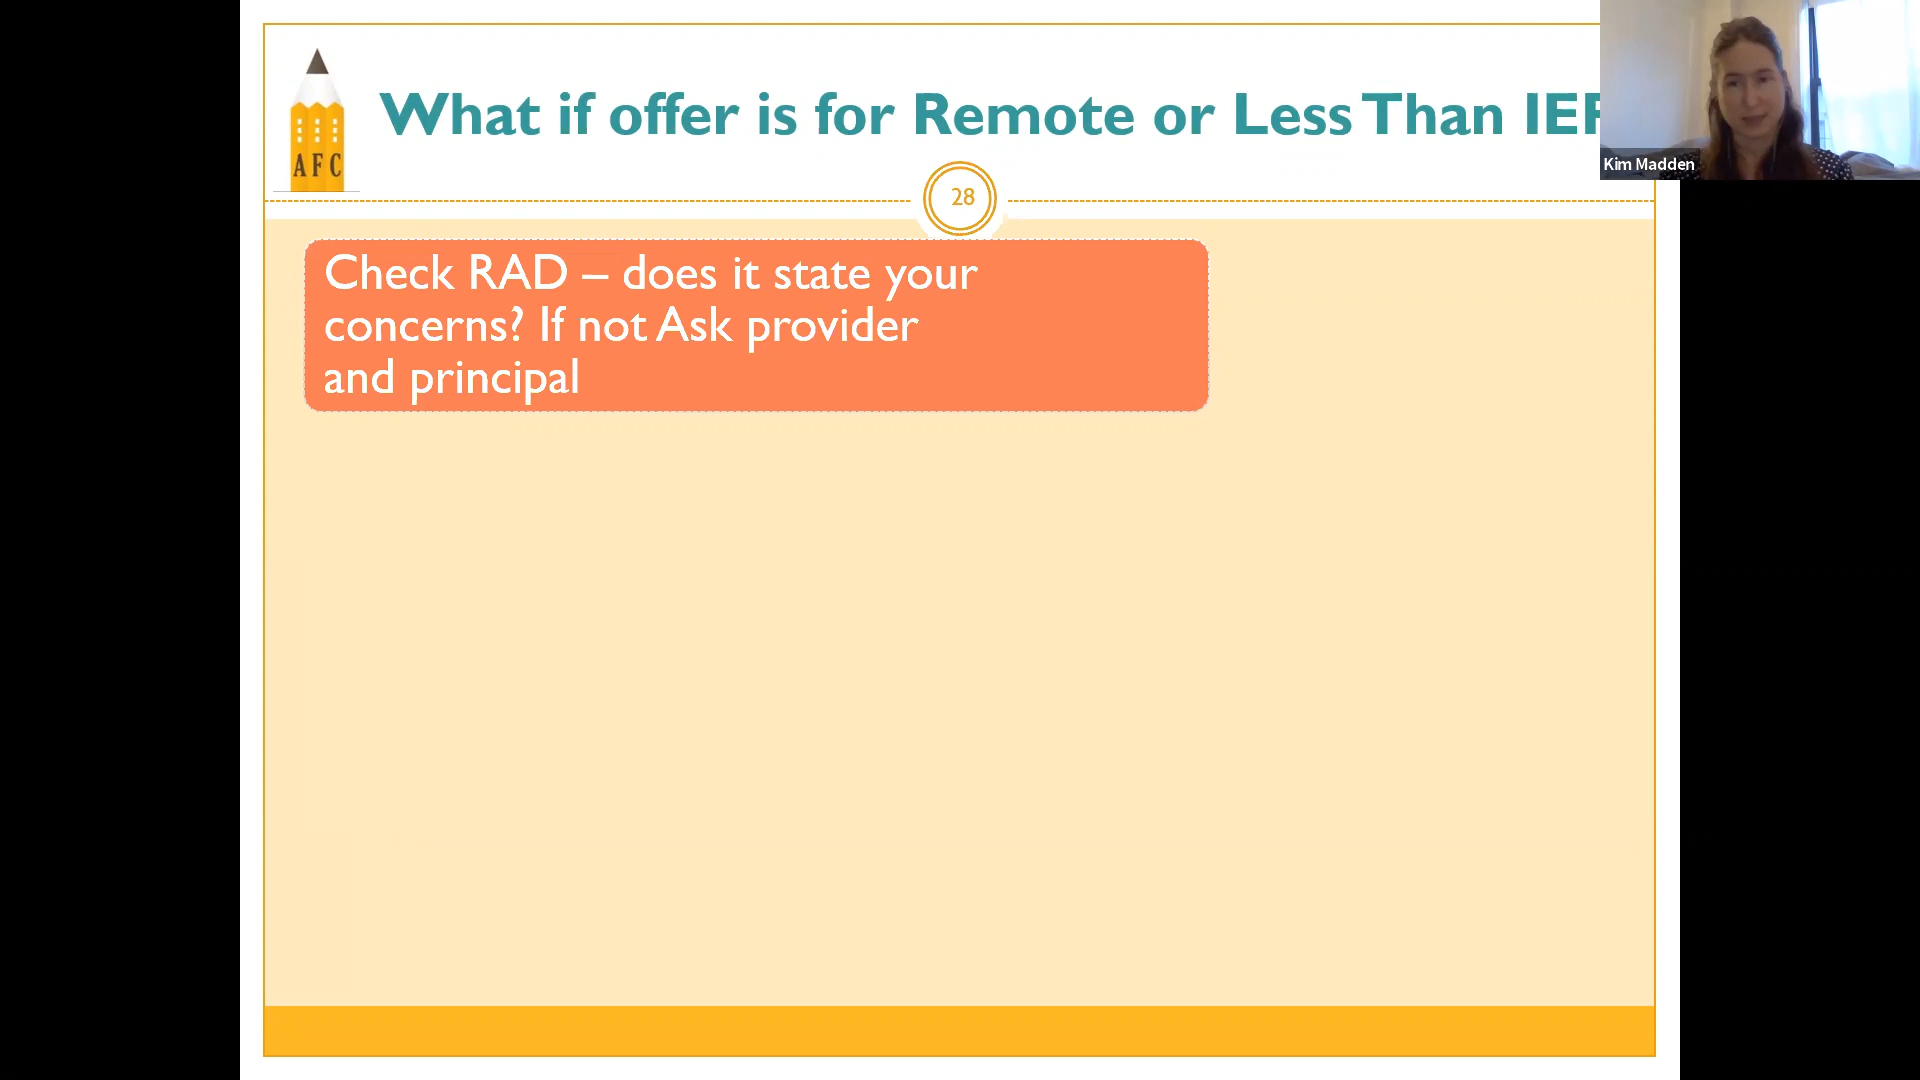 What if offer is for Remote or Less Than IEP
Kim Madden
AFC
28
Check RAD – does it state your
concerns? If not Ask provider
and principal